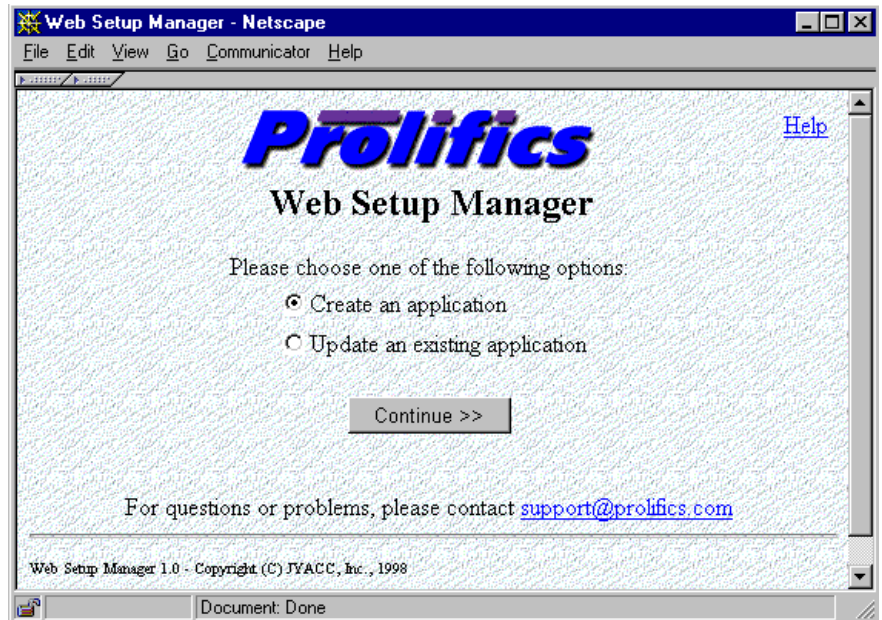 Web Setup Manager - Netscape
File Edit View Go Communicator Help
Prolifics
Help
Web Setup Manager
Please choose one of the following options:
Create an application
Update an existing application
Continue >>
For questions or problems, please contact support@prolifics.com
Web Setup Manager 1.0 - Copyright (C) JYACC, Inc., 1998
Document: Done